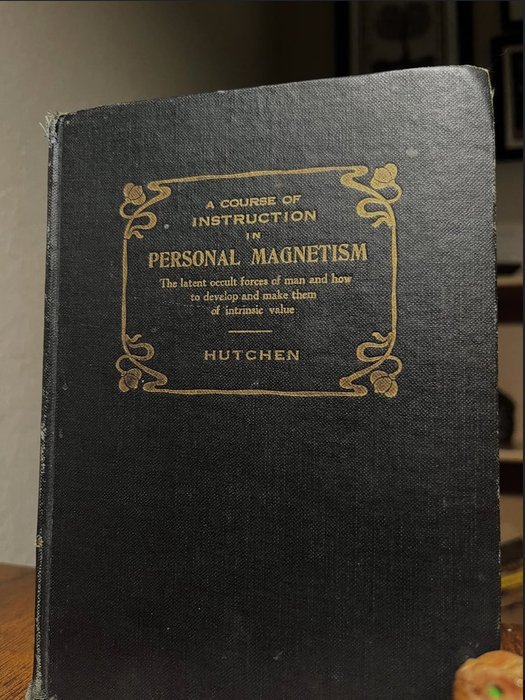 A COURSE OF
INSTRUCTION
IN
PERSONAL MAGNETISM
The latent occult forces of man and how
to develop and make them
of intrinsic value
HUTCHEN